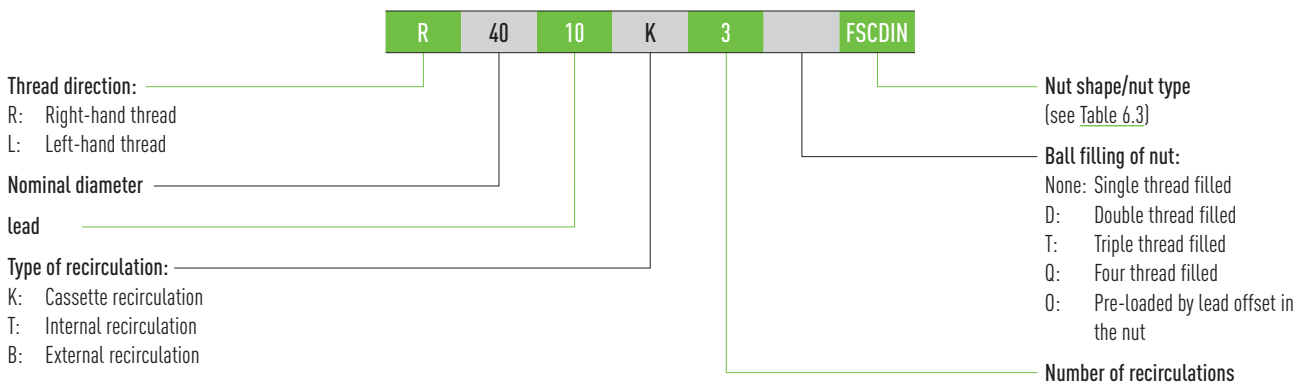 R 40 10 K 3 FSCDIN
Thread direction:
R: Right-hand thread
L: Left-hand thread
Nominal diameter
lead
Type of recirculation:
K: Cassette recirculation
T: Internal recirculation
B: External recirculation
Nut shape/nut type
(see Table 6.3)
Ball filling of nut:
None: Single thread filled
D: Double thread filled
T: Triple thread filled
Q: Four thread filled
O: Pre-loaded by lead offset in
the nut
Number of recirculations